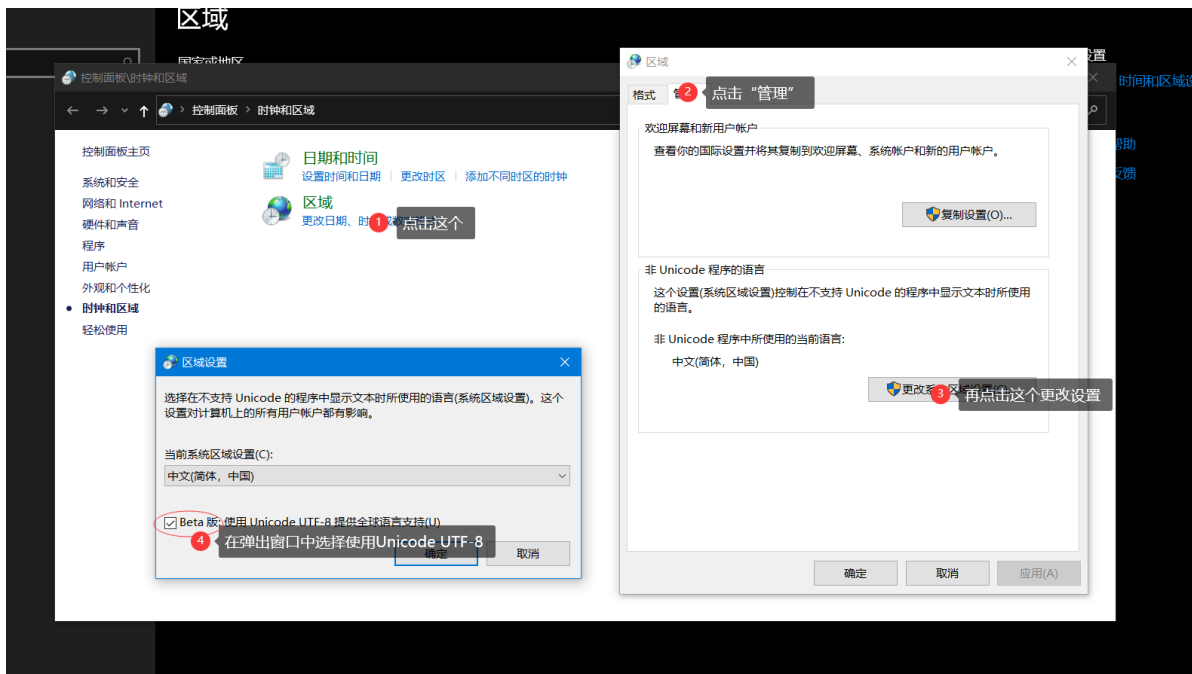 区域
国家或地区
控制面板\时钟和区域
控制面板 > 时钟和区域
控制面板主页
系统和安全
网络和 Internet
硬件和声音
程序
用户帐户
外观和个性化
时钟和区域
轻松使用
日期和时间
设置时间和日期
更改时区
添加不同时区的时钟
区域
更改日期、时
1
点击这个
区域设置
选择在不支持 Unicode 的程序中显示文本时所使用的语言(系统区域设置)。这个
设置对计算机上的所有用户帐户都有影响。
当前系统区域设置(C):
中文(简体，中国)
Beta 版: 使用 Unicode UTF-8 提供全球语言支持(U)
4
在弹出窗口中选择使用Unicode UTF-8
确定
取消
区域
格式
2
点击“管理”
欢迎屏幕和新用户帐户
查看你的国际设置并将其复制到欢迎屏幕、系统帐户和新的用户帐户。
复制设置(O)...
非 Unicode 程序的语言
这个设置(系统区域设置)控制在不支持 Unicode 的程序中显示文本时所使用
的语言。
非 Unicode 程序中所使用的当前语言:
中文(简体，中国)
更改系
区域设置(C)...
3
再点击这个更改设置
确定
取消
应用(A)
置
时间和区域设
帮助
反馈